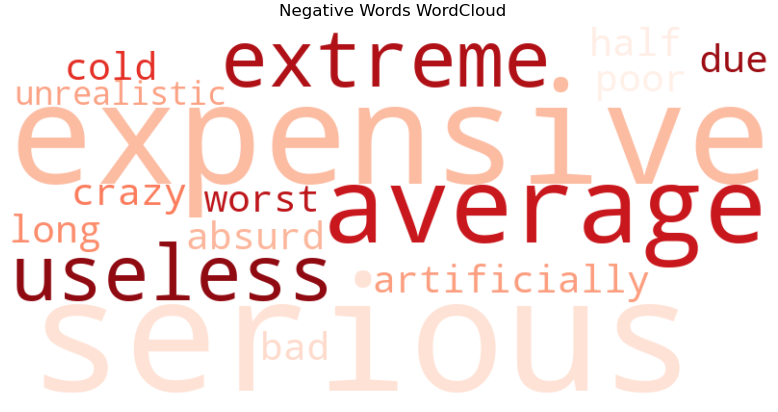 Negative Words WordCloud
extreme
half
cold
due
poor
unrealistic
expensive
crazy
worst
average
long
absurd
useless
artificially
serious
bad